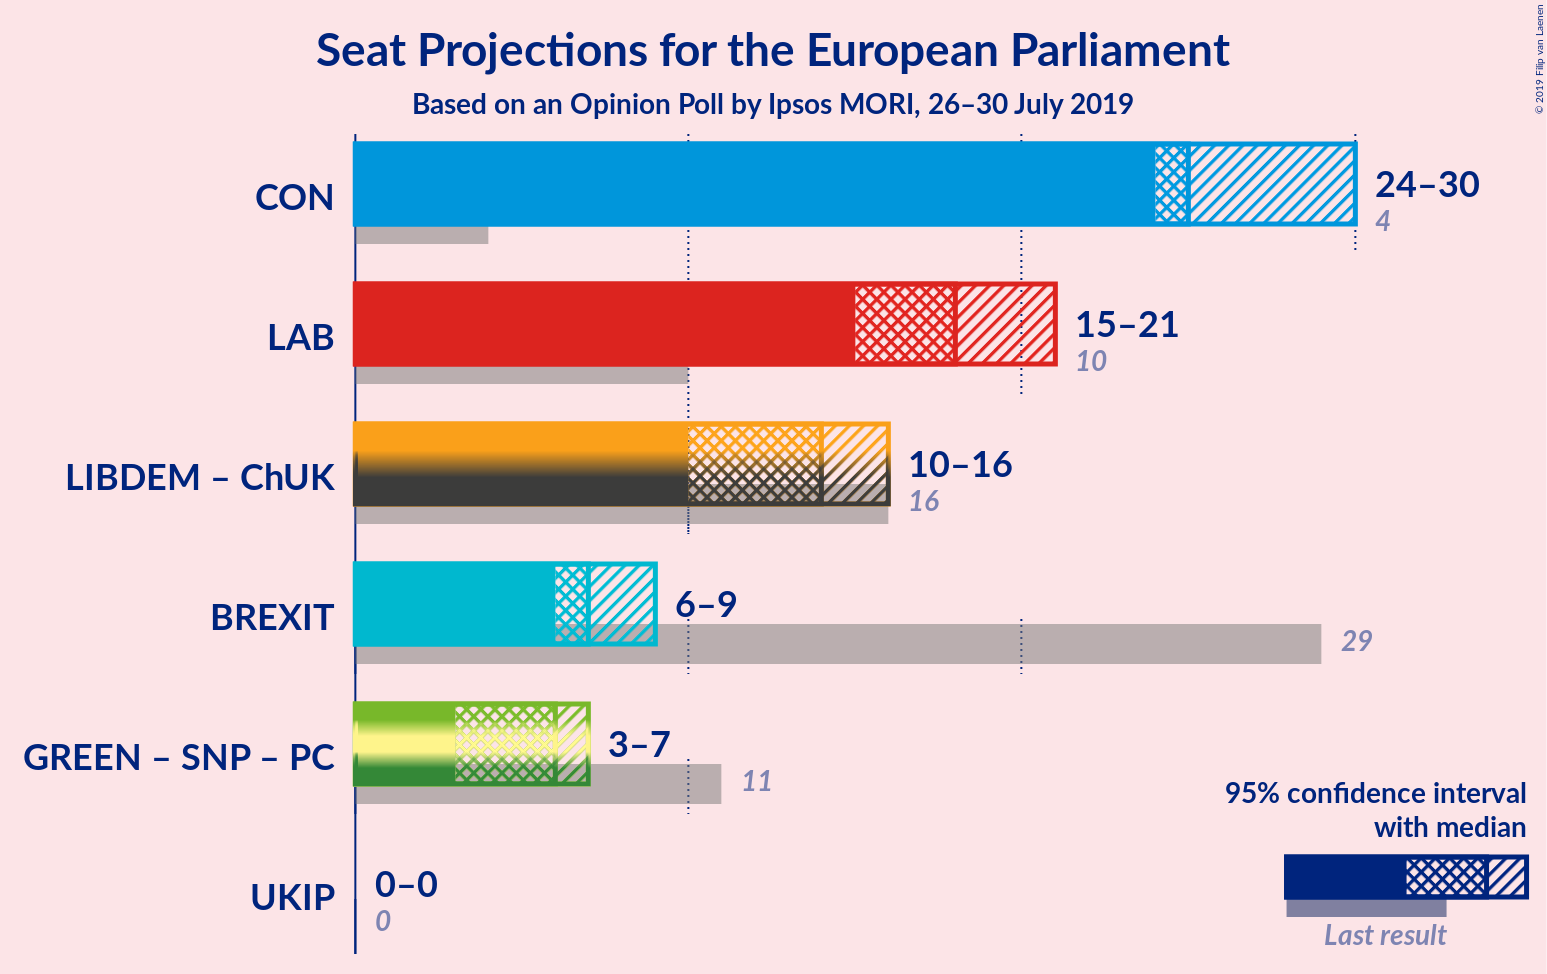 Seat Projections for the European Parliament
Based on an Opinion Poll by Ipsos MORI, 26–30 July 2019
© 2019 Filip van Laenen
CON
24–30
4
LAB
15–21
10
LIBDEM – ChUK
10–16
16
BREXIT
6–9
29
GREEN – SNP – PC
3–7
11
UKIP
0–0
0
95% confidence interval
with median
Last result